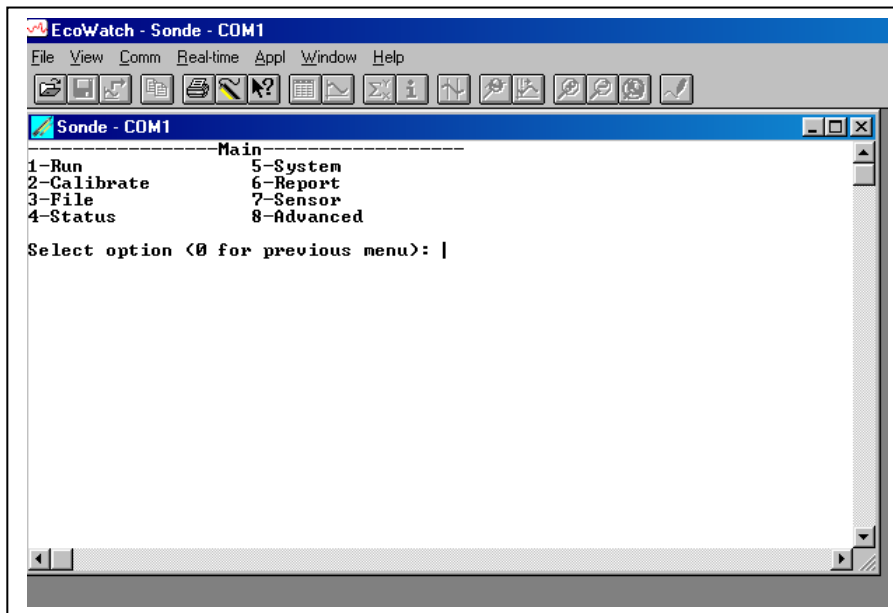 EcoWatch - Sonde - COM1
File View Comm Real-time Appl Window Help
Sonde - COM1
------------------Main-------------------
1-Run 5-System
2-Calibrate 6-Report
3-File 7-Sensor
4-Status 8-Advanced
Select option (0 for previous menu):